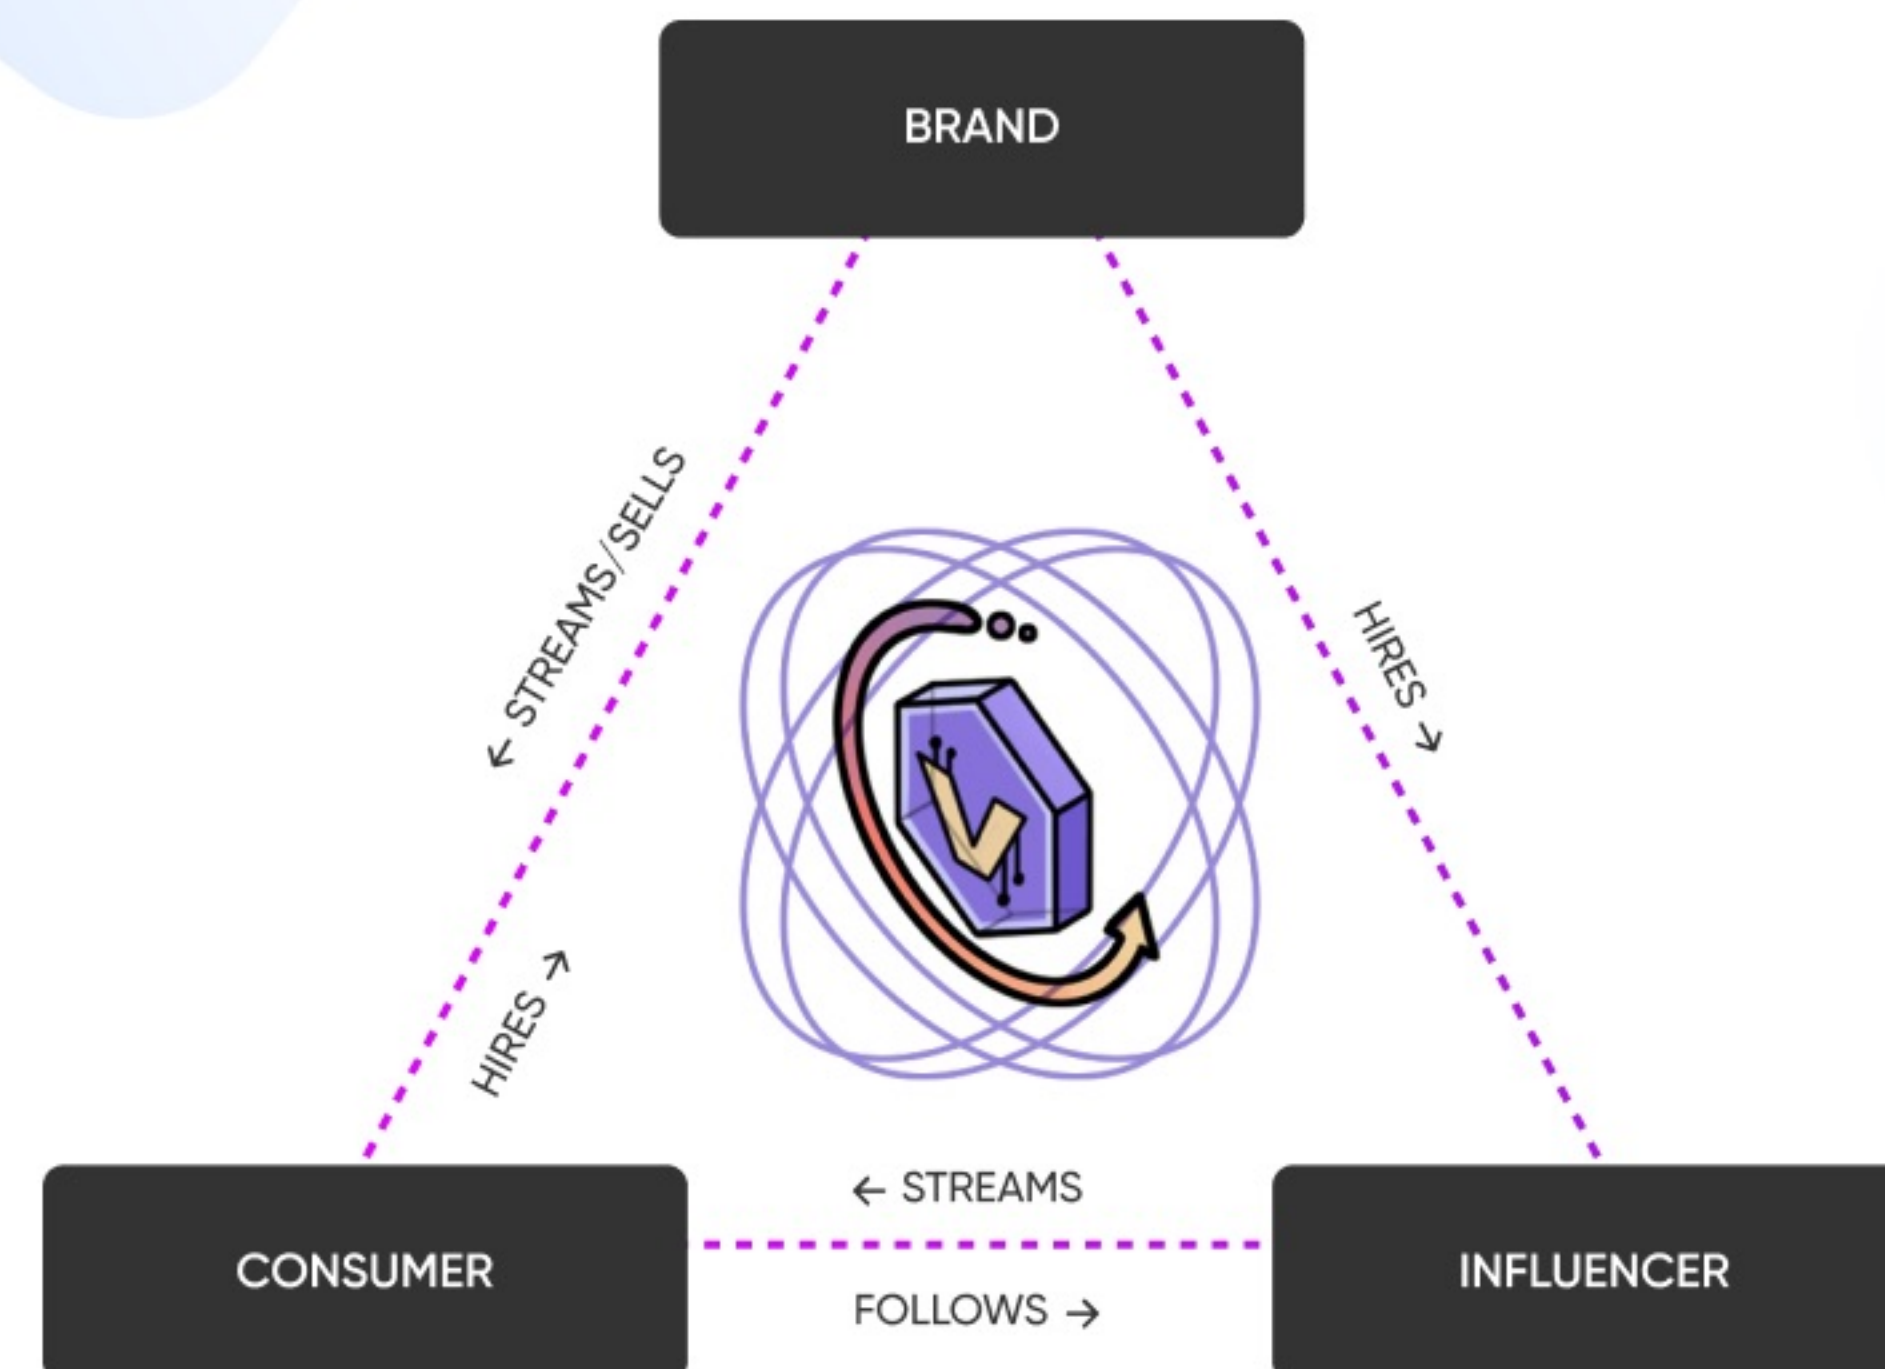 BRAND
← STREAMS/SELLS
HIRES →
HIRES →
← STREAMS
CONSUMER
INFLUENCER
FOLLOWS →